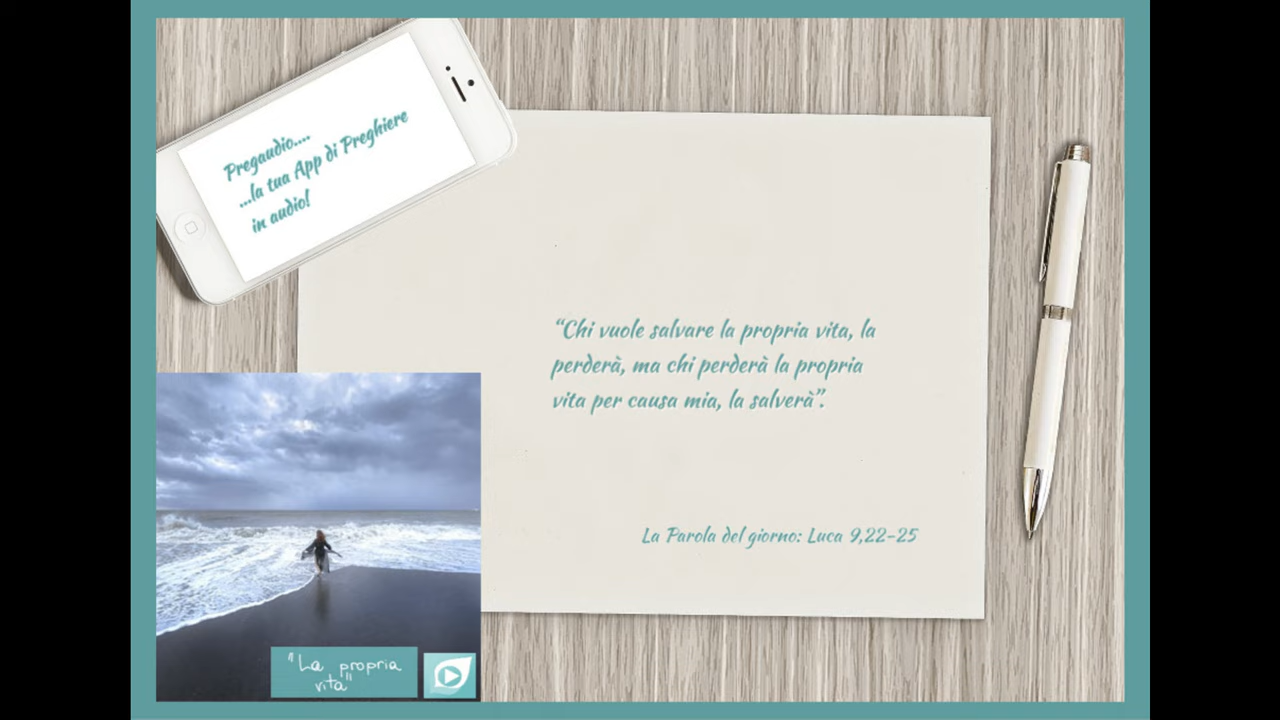 Pregaudio....
...la tua App di Preghiere
in audio!
“Chi vuole salvare la propria vita, la
perderà, ma chi perderà la propria
vita per causa mia, la salverà”.
La Parola del giorno: Luca 9,22-25
"La propria
vita"